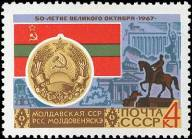 50-ЛЕТИЕ ВЕЛИКОГО ОКТЯБРЯ • 1967 •
МОЛДАВСКАЯ ССР
РСС МОЛДОВЕНЯСКЭ
ПОЧТА СССР
4